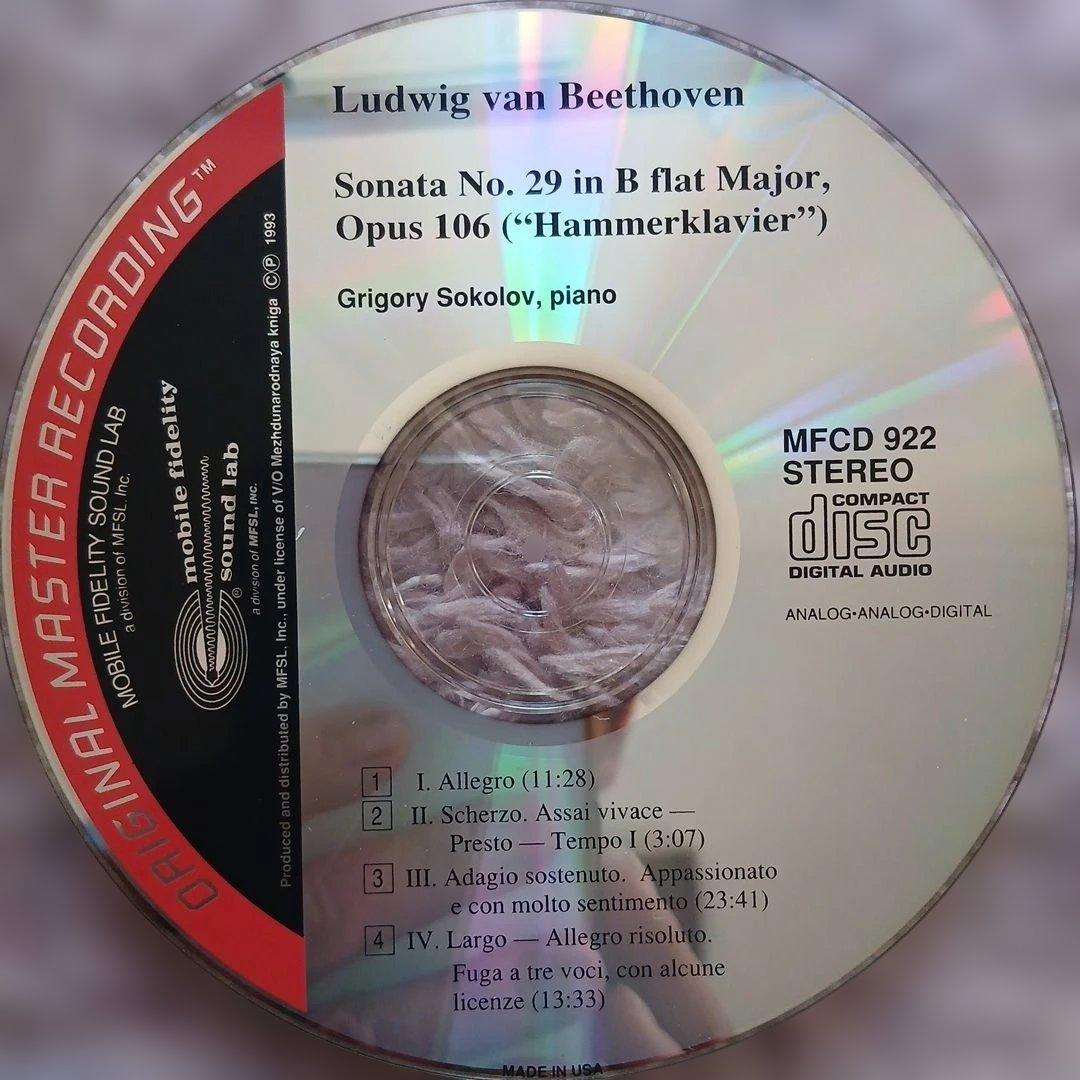 Ludwig van Beethoven
Sonata No. 29 in B flat Major,
Opus 106 (“Hammerklavier”)
Grigory Sokolov, piano
ORIGINAL MASTER RECORDING™
MOBILE FIDELITY SOUND LAB
a division of MFSL, Inc.
mobile fidelity
sound lab
®
a division of MFSL, INC.
Produced and distributed by MFSL, Inc., under license of V/O Mezhdunarodnaya kniga ©℗ 1993
MFCD 922
STEREO
COMPACT
disc
DIGITAL AUDIO
ANALOG•ANALOG•DIGITAL
1 I. Allegro (11:28)
2 II. Scherzo. Assai vivace —
Presto — Tempo I (3:07)
3 III. Adagio sostenuto. Appassionato
e con molto sentimento (23:41)
4 IV. Largo — Allegro risoluto.
Fuga a tre voci, con alcune
licenze (13:33)
MADE IN USA